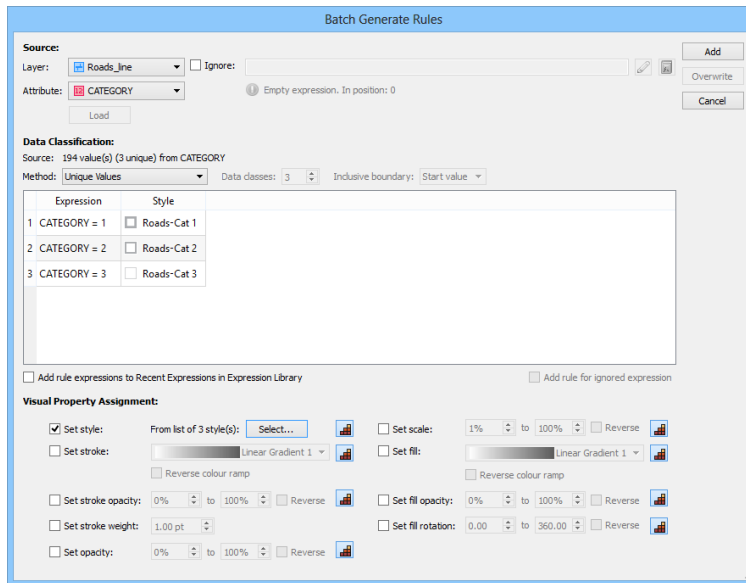 Batch Generate Rules
Source:
Layer: Roads_line Ignore: Add
Overwrite
Attribute: CATEGORY Empty expression. In position: 0
Cancel
Load
Data Classification:
Source: 194 value(s) (3 unique) from CATEGORY
Method: Unique Values Data classes: 3 Inclusive boundary: Start value
Expression Style
1 CATEGORY = 1 Roads-Cat 1
2 CATEGORY = 2 Roads-Cat 2
3 CATEGORY = 3 Roads-Cat 3
Add rule expressions to Recent Expressions in Expression Library Add rule for ignored expression
Visual Property Assignment:
Set style: From list of 3 style(s): Select... Set scale: 1% to 100% Reverse
Set stroke: Linear Gradient 1 Set fill: Linear Gradient 1
Reverse colour ramp Reverse colour ramp
Set stroke opacity: 0% to 100% Reverse Set fill opacity: 0% to 100% Reverse
Set stroke weight: 1.00 pt Set fill rotation: 0.00 to 360.00 Reverse
Set opacity: 0% to 100% Reverse